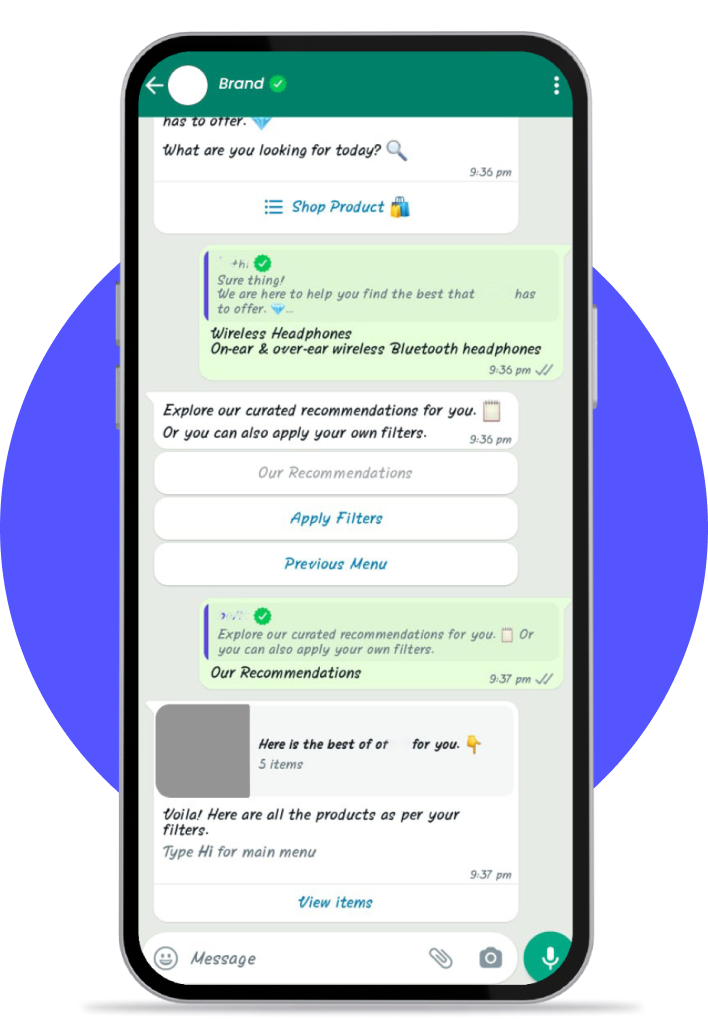 Brand
has to offer. 💎
What are you looking for today? 🔍
9:36 pm
Shop Product 🛍️
Sure thing!
We are here to help you find the best that has
to offer. 💎...
Wireless Headphones
On-ear & over-ear wireless Bluetooth headphones
9:36 pm
Explore our curated recommendations for you. 🗒️
Or you can also apply your own filters.
9:36 pm
Our Recommendations
Apply Filters
Previous Menu
Explore our curated recommendations for you. 🗒️ Or
you can also apply your own filters.
Our Recommendations
9:37 pm
Here is the best of for you. 👇
5 items
Voila! Here are all the products as per your
filters.
Type Hi for main menu
9:37 pm
View items
Message